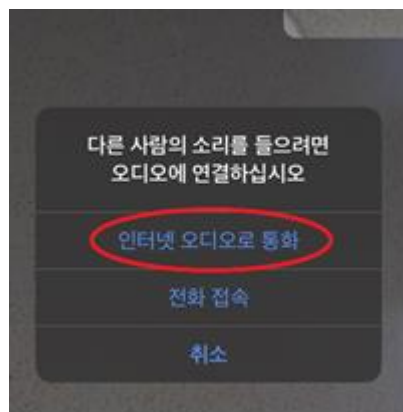 다른 사람의 소리를 들으려면
오디오에 연결하십시오
인터넷 오디오로 통화
전화 접속
취소